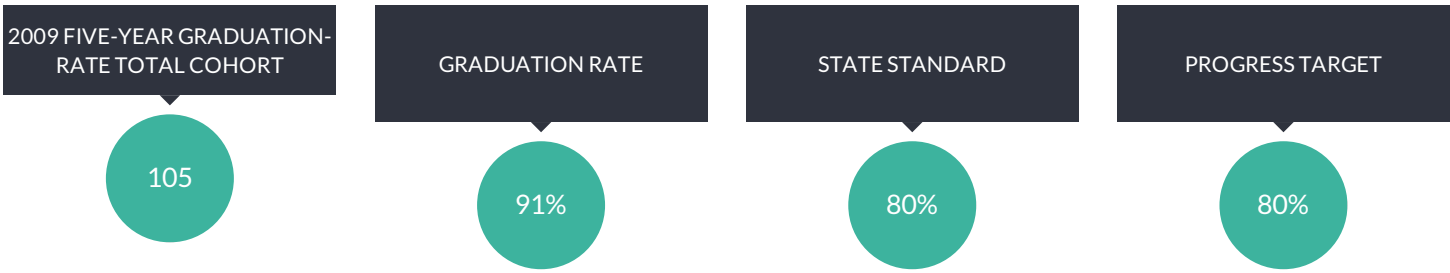 2009 FIVE-YEAR GRADUATION-
RATE TOTAL COHORT
105
GRADUATION RATE
91%
STATE STANDARD
80%
PROGRESS TARGET
80%